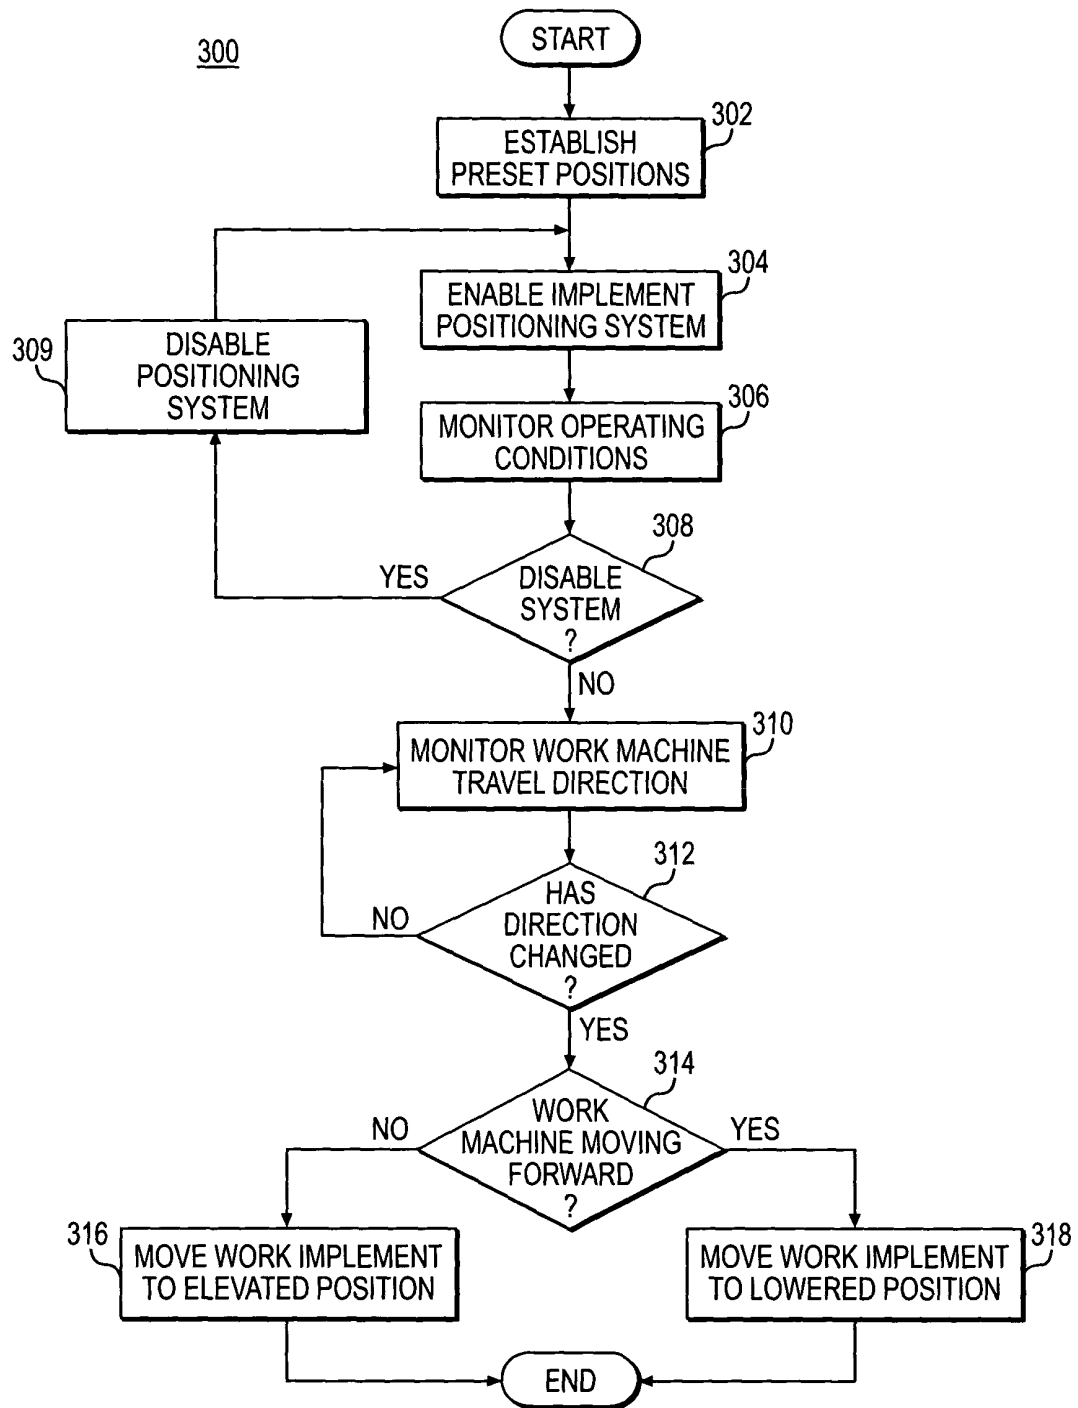 300
START
302
ESTABLISH
PRESET POSITIONS
304
ENABLE IMPLEMENT
POSITIONING SYSTEM
309
DISABLE
POSITIONING
SYSTEM
306
MONITOR OPERATING
CONDITIONS
308
YES
DISABLE
SYSTEM
?
NO
310
MONITOR WORK MACHINE
TRAVEL DIRECTION
312
NO
HAS
DIRECTION
CHANGED
?
YES
314
NO
WORK
MACHINE MOVING
FORWARD
?
YES
316
MOVE WORK IMPLEMENT
TO ELEVATED POSITION
318
MOVE WORK IMPLEMENT
TO LOWERED POSITION
END